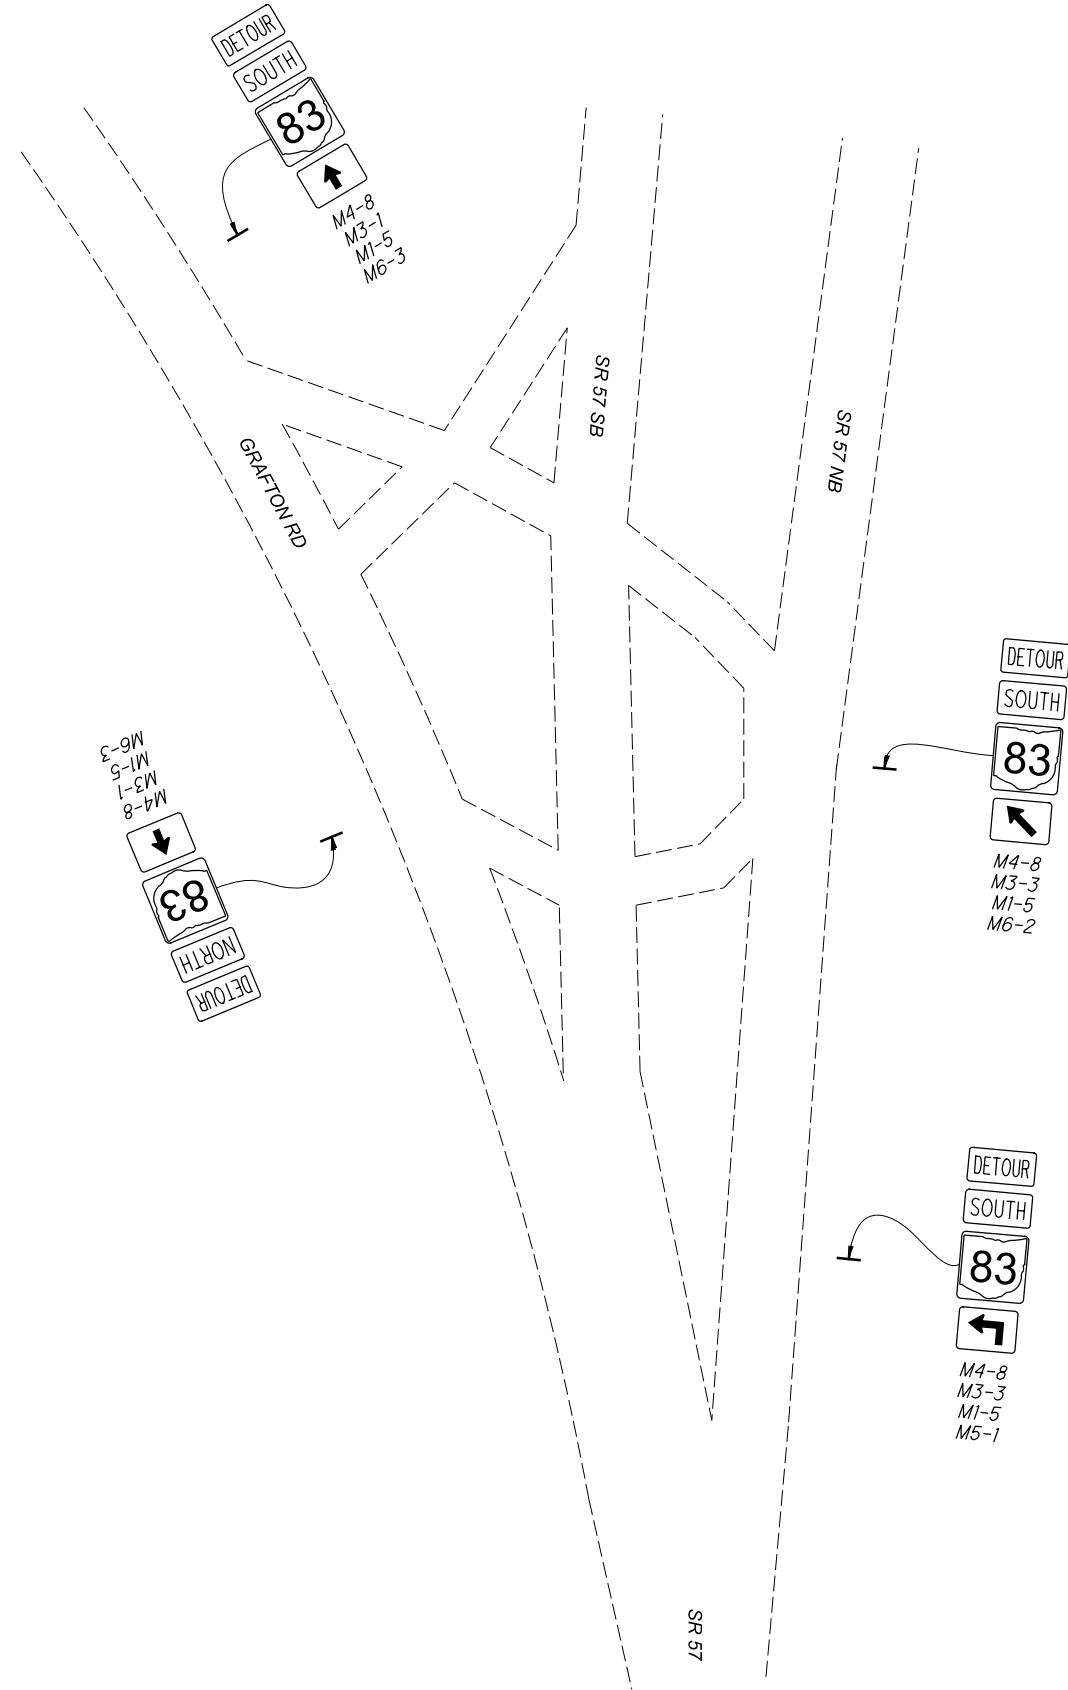 DETOUR
SOUTH
83
M4-8
M3-1
M1-5
M6-3
SR 57 SB
SR 57 NB
GRAFTON RD
DETOUR
SOUTH
83
M4-8
M3-3
M1-5
M6-2
DETOUR
NORTH
83
M4-8
M3-1
M1-5
M6-3
DETOUR
SOUTH
83
M4-8
M3-3
M1-5
M5-1
SR 57